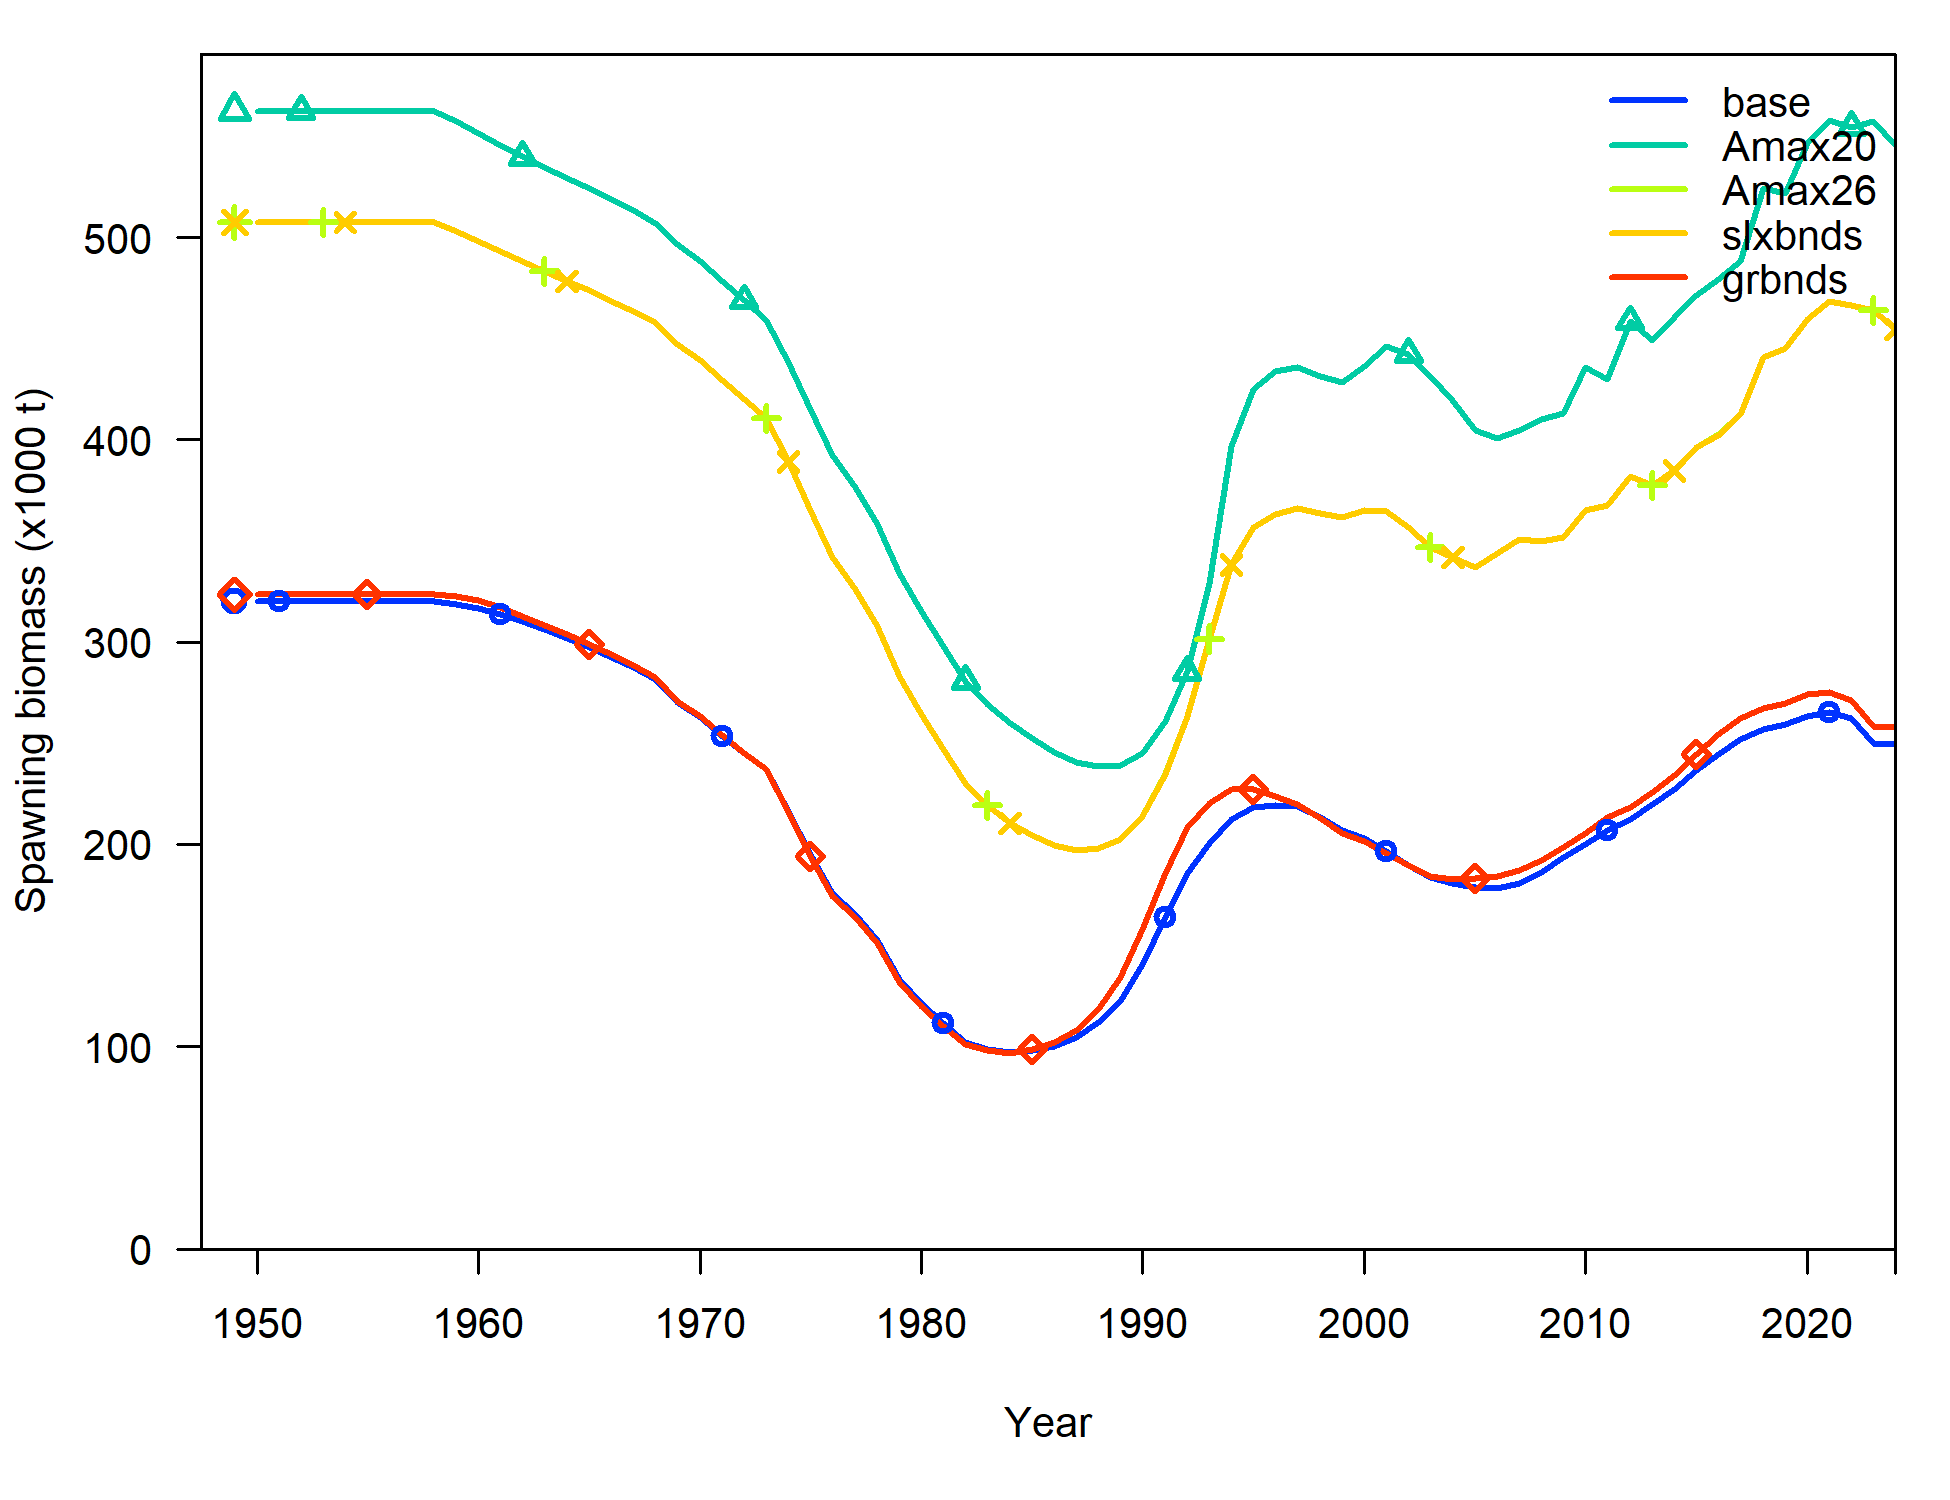 base
Amax20
Amax26
slxbnds
grbnds
Spawning biomass (x1000 t)
500
400
300
200
100
0
1950 1960 1970 1980 1990 2000 2010 2020
Year